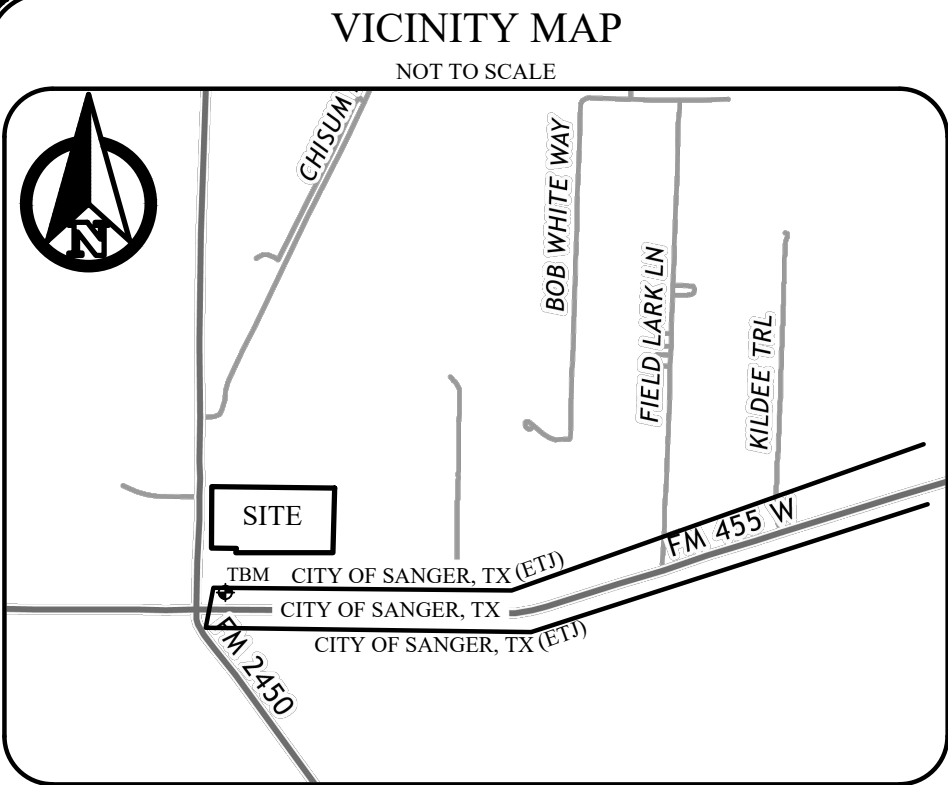 VICINITY MAP
NOT TO SCALE
N
CHISUM
BOB WHITE WAY
FIELD LARK LN
KILDEE TRL
SITE
FM 455 W
TBM
CITY OF SANGER, TX (ETJ)
CITY OF SANGER, TX
CITY OF SANGER, TX (ETJ)
FM 2450